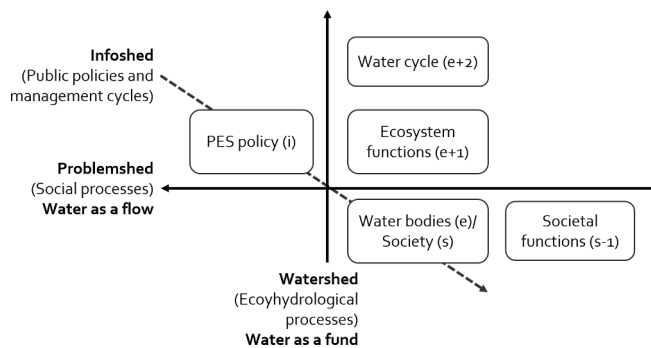 Infoshed
(Public policies and
management cycles)
Water cycle (e+2)
PES policy (i)
Ecosystem
functions (e+1)
Problemshed
(Social processes)
Water as a flow
Water bodies (e)/
Society (s)
Societal
functions (s-1)
Watershed
(Ecoyhydrological
processes)
Water as a fund